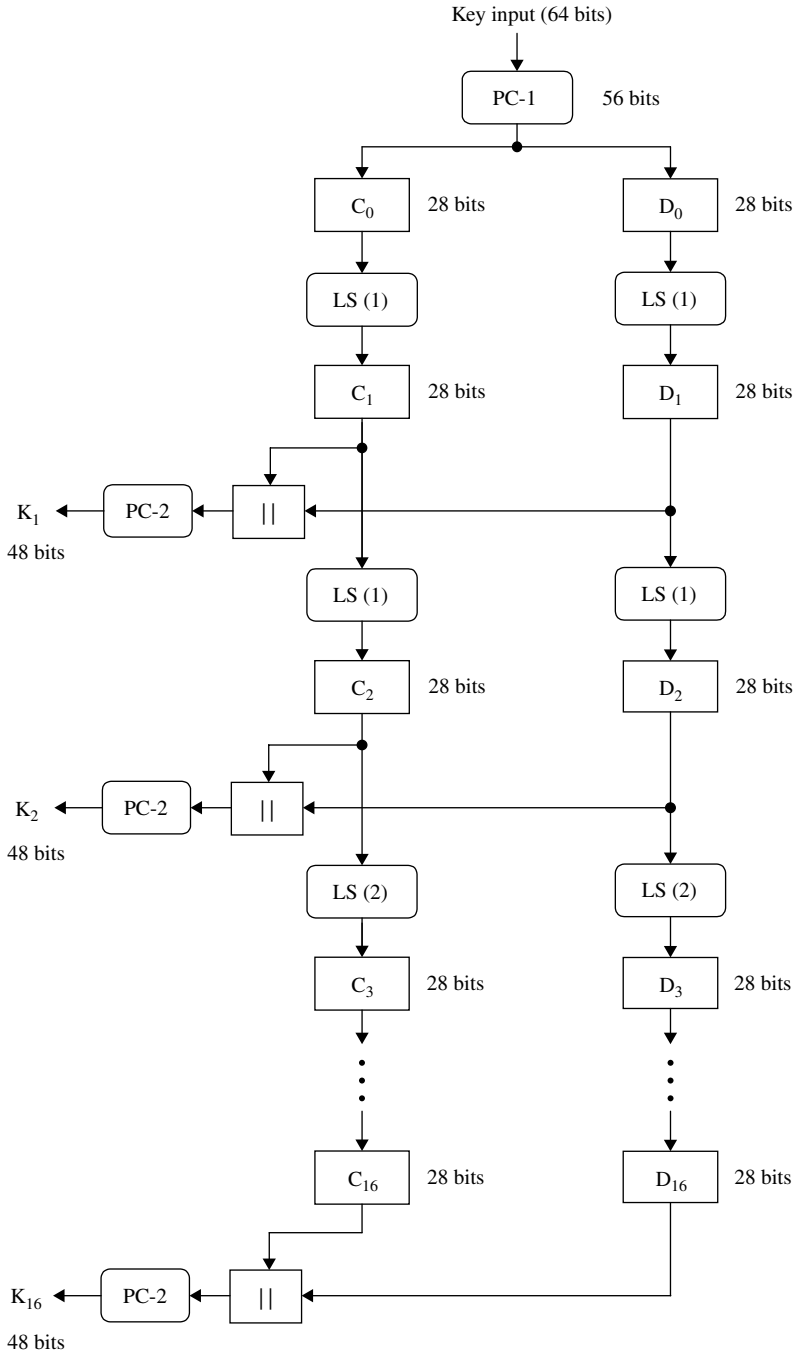 Key input (64 bits)
PC-1 56 bits
C₀ 28 bits D₀ 28 bits
LS (1) LS (1)
C₁ 28 bits D₁ 28 bits
K₁ PC-2 ||
48 bits
LS (1) LS (1)
C₂ 28 bits D₂ 28 bits
K₂ PC-2 ||
48 bits
LS (2) LS (2)
C₃ 28 bits D₃ 28 bits
C₁₆ 28 bits D₁₆ 28 bits
K₁₆ PC-2 ||
48 bits